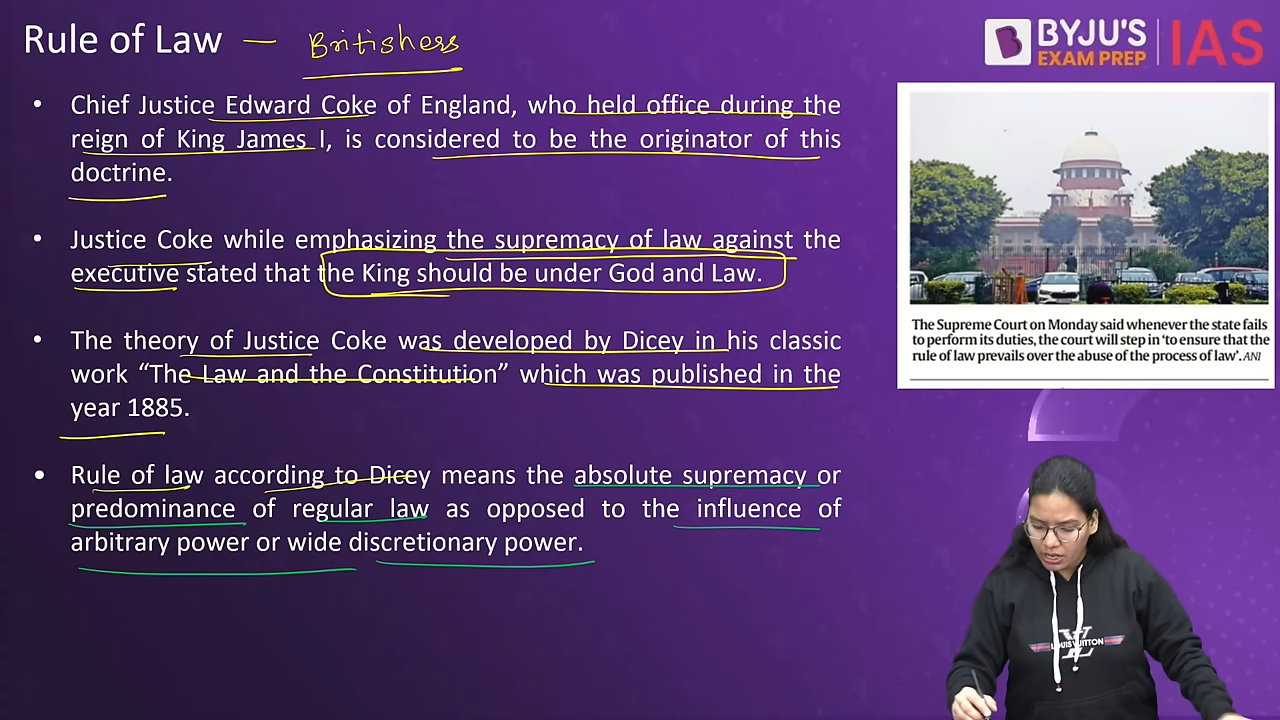 Rule of Law — Britishers
BYJU'S
EXAM PREP
IAS
• Chief Justice Edward Coke of England, who held office during the
reign of King James I, is considered to be the originator of this
doctrine.
• Justice Coke while emphasizing the supremacy of law against the
executive stated that the King should be under God and Law.
• The theory of Justice Coke was developed by Dicey in his classic
work “The Law and the Constitution” which was published in the
year 1885.
• Rule of law according to Dicey means the absolute supremacy or
predominance of regular law as opposed to the influence of
arbitrary power or wide discretionary power.
The Supreme Court on Monday said whenever the state fails
to perform its duties, the court will step in ‘to ensure that the
rule of law prevails over the abuse of the process of law’. ANI
LOUIS VUITTON